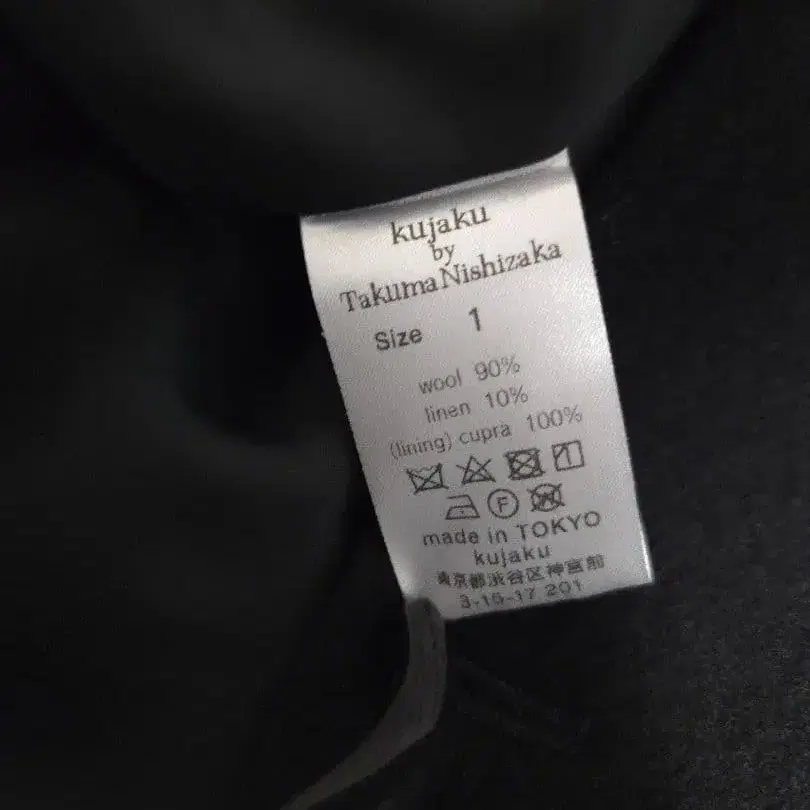 kujaku
by
Takuma Nishizaka
Size 1
wool 90%
linen 10%
(lining) cupra 100%
F W
made in TOKYO
kujaku
東京都渋谷区神宮前
3-15-17 201